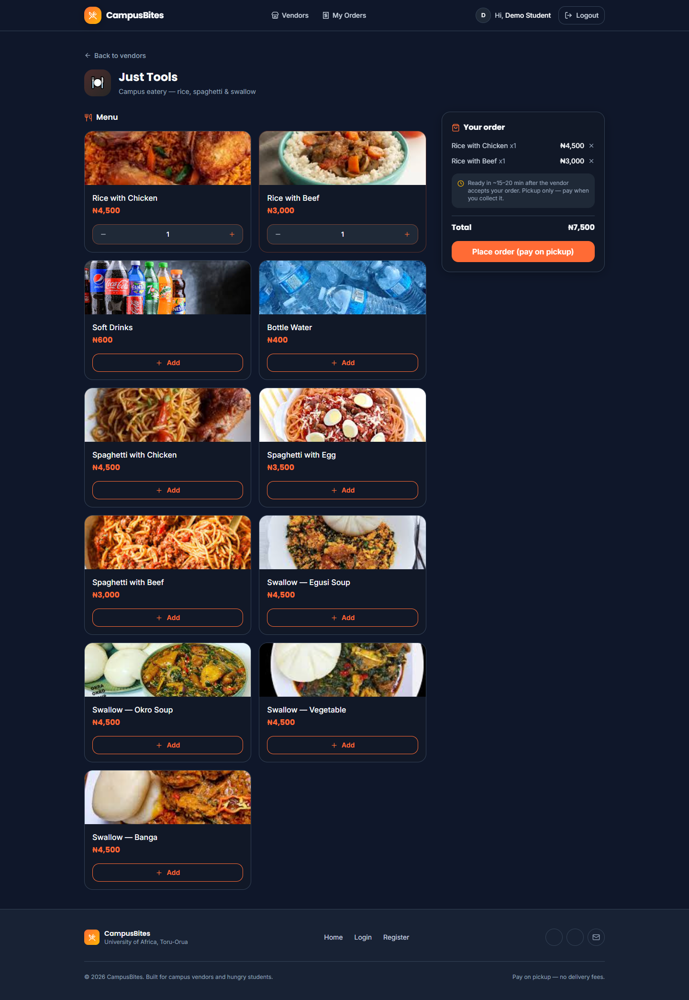 CampusBites
Vendors
My Orders
D
Hi, Demo Student
Logout
Back to vendors
Just Tools
Campus eatery — rice, spaghetti & swallow
Menu
Rice with Chicken
₦4,500
1
Rice with Beef
₦3,000
1
pepsi
Coca-Cola
FANTA
7
Soft Drinks
₦600
Add
Bottle Water
₦400
Add
Spaghetti with Chicken
₦4,500
Add
Spaghetti with Egg
₦3,500
Add
Spaghetti with Beef
₦3,000
Add
Swallow — Egusi Soup
₦4,500
Add
OKRA
OKRO
Swallow — Okro Soup
₦4,500
Add
Swallow — Vegetable
₦4,500
Add
Swallow — Banga
₦4,500
Add
Your order
Rice with Chicken x1 ₦4,500
Rice with Beef x1 ₦3,000
Ready in ~15–20 min after the vendor
accepts your order. Pickup only — pay when
you collect it.
Total ₦7,500
Place order (pay on pickup)
CampusBites
University of Africa, Toru-Orua
Home
Login
Register
© 2026 CampusBites. Built for campus vendors and hungry students.
Pay on pickup — no delivery fees.